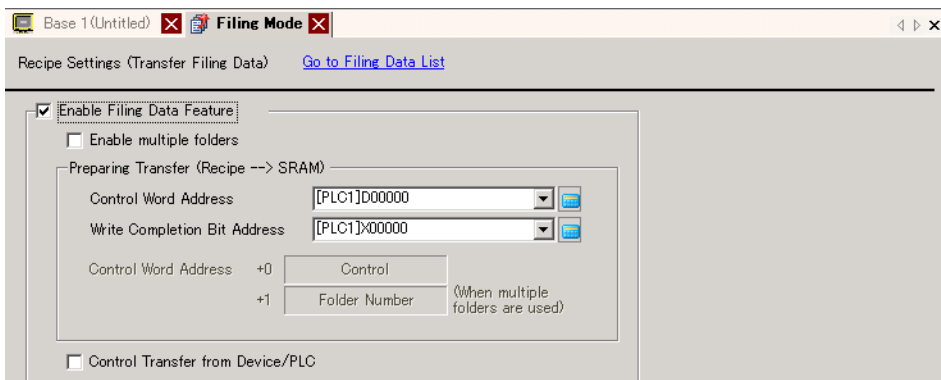 Base 1(Untitled) Filing Mode
Recipe Settings (Transfer Filing Data) Go to Filing Data List
Enable Filing Data Feature
Enable multiple folders
Preparing Transfer (Recipe --> SRAM)
Control Word Address [PLC1]D00000
Write Completion Bit Address [PLC1]X00000
Control Word Address +0 Control
+1 Folder Number (When multiple
folders are used)
Control Transfer from Device/PLC